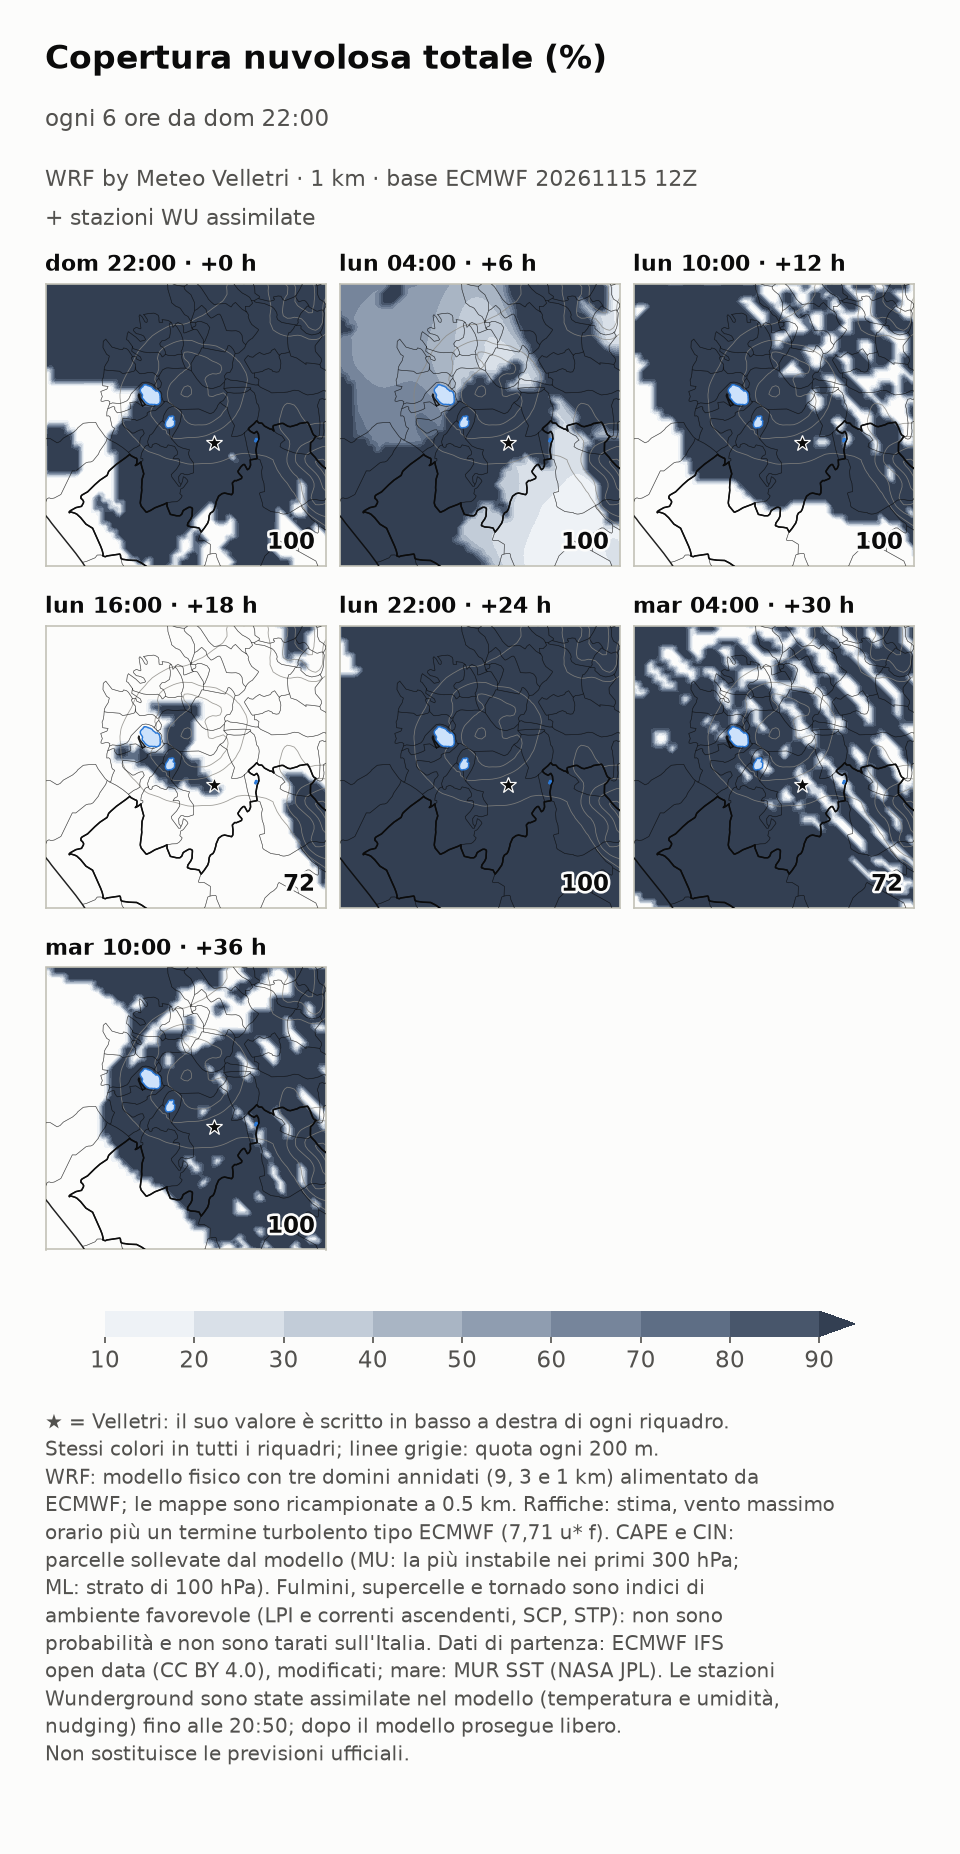 Copertura nuvolosa totale (%)
ogni 6 ore da dom 22:00
WRF by Meteo Velletri · 1 km · base ECMWF 20261115 12Z
+ stazioni WU assimilate
dom 22:00 · +0 h
lun 04:00 · +6 h
lun 10:00 · +12 h
100
100
100
lun 16:00 · +18 h
lun 22:00 · +24 h
mar 04:00 · +30 h
72
100
72
mar 10:00 · +36 h
100
10 20 30 40 50 60 70 80 90
★ = Velletri: il suo valore è scritto in basso a destra di ogni riquadro.
Stessi colori in tutti i riquadri; linee grigie: quota ogni 200 m.
WRF: modello fisico con tre domini annidati (9, 3 e 1 km) alimentato da
ECMWF; le mappe sono ricampionate a 0.5 km. Raffiche: stima, vento massimo
orario più un termine turbolento tipo ECMWF (7,71 u* f). CAPE e CIN:
parcelle sollevate dal modello (MU: la più instabile nei primi 300 hPa;
ML: strato di 100 hPa). Fulmini, supercelle e tornado sono indici di
ambiente favorevole (LPI e correnti ascendenti, SCP, STP): non sono
probabilità e non sono tarati sull'Italia. Dati di partenza: ECMWF IFS
open data (CC BY 4.0), modificati; mare: MUR SST (NASA JPL). Le stazioni
Wunderground sono state assimilate nel modello (temperatura e umidità,
nudging) fino alle 20:50; dopo il modello prosegue libero.
Non sostituisce le previsioni ufficiali.